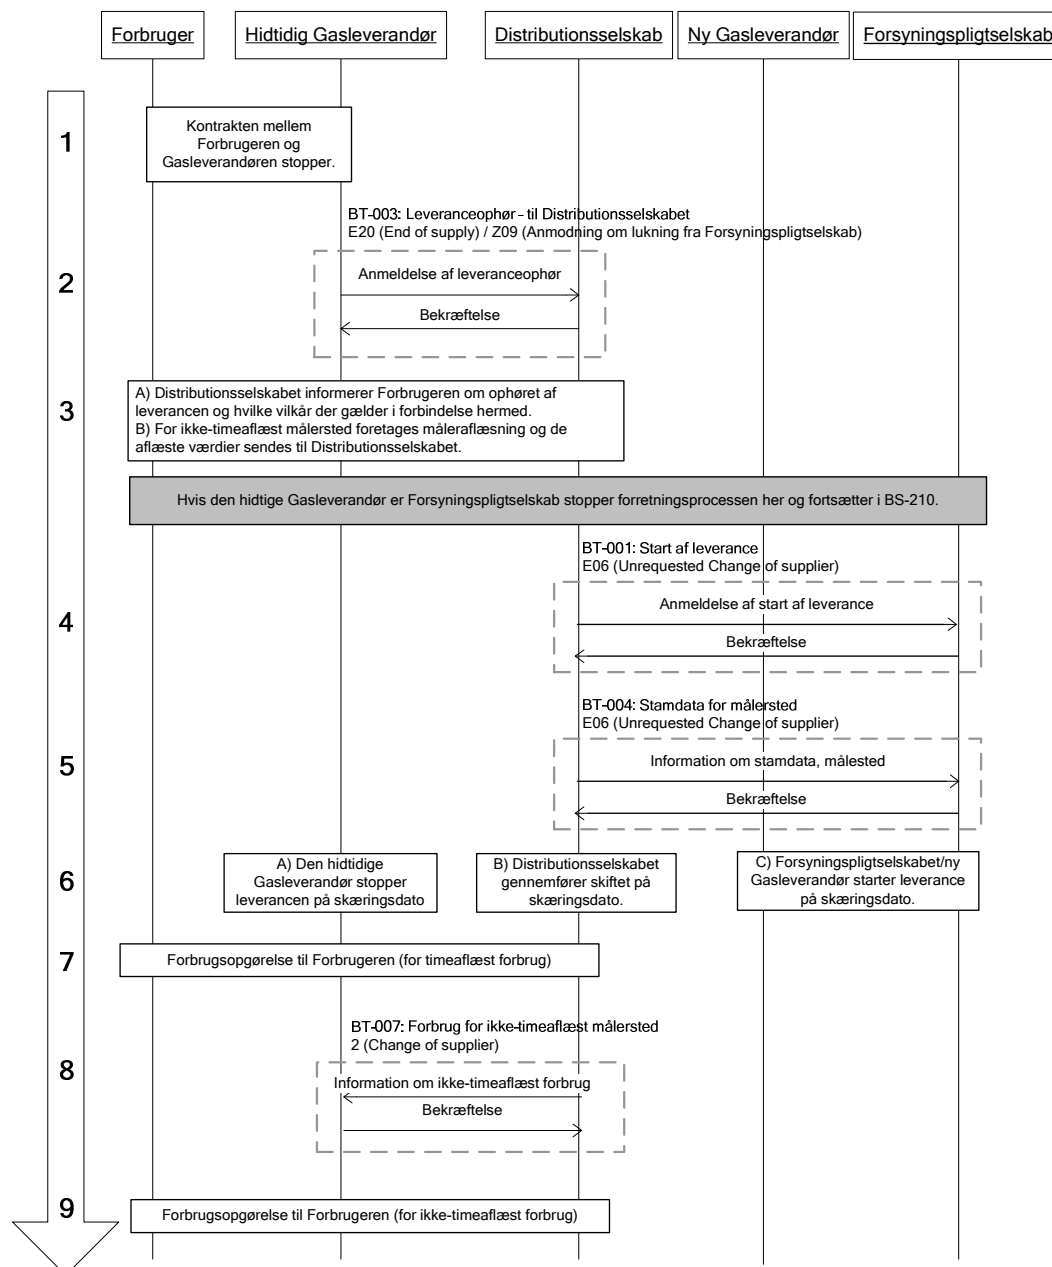 Forbruger
Hidtidig Gasleverandør
Distributionsselskab
Ny Gasleverandør
Forsyningspligtselskab
1
Kontrakten mellem
Forbrugeren og
Gasleverandøren stopper.
BT-003: Leveranceophør - til Distributionsselskabet
E20 (End of supply) / Z09 (Anmodning om lukning fra Forsyningspligtselskab)
2
Anmeldelse af leveranceophør
Bekræftelse
3
A) Distributionsselskabet informerer Forbrugeren om ophøret af
leverancen og hvilke vilkår der gælder i forbindelse hermed.
B) For ikke-timeaflæst målersted foretages måleraflæsning og de
aflæste værdier sendes til Distributionsselskabet.
Hvis den hidtige Gasleverandør er Forsyningspligtselskab stopper forretningsprocessen her og fortsætter i BS-210.
BT-001: Start af leverance
E06 (Unrequested Change of supplier)
4
Anmeldelse af start af leverance
Bekræftelse
BT-004: Stamdata for målersted
E06 (Unrequested Change of supplier)
5
Information om stamdata, målested
Bekræftelse
6
A) Den hidtidige
Gasleverandør stopper
leverancen på skæringsdato
B) Distributionsselskabet
gennemfører skiftet på
skæringsdato.
C) Forsyningspligtselskabet/ny
Gasleverandør starter leverance
på skæringsdato.
7
Forbrugsopgørelse til Forbrugeren (for timeaflæst forbrug)
BT-007: Forbrug for ikke-timeaflæst målersted
2 (Change of supplier)
8
Information om ikke-timeaflæst forbrug
Bekræftelse
9
Forbrugsopgørelse til Forbrugeren (for ikke-timeaflæst forbrug)